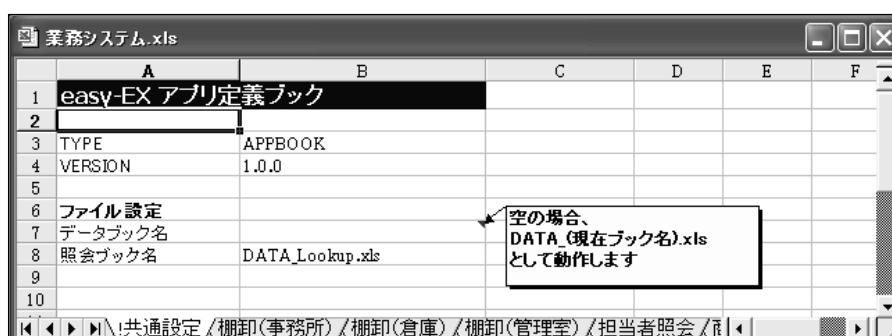 業務システム.xls
A B C D E F
1 easy-EX アプリ定義ブック
2
3 TYPE APPBOOK
4 VERSION 1.0.0
5
6 ファイル設定
7 データブック名
8 照会ブック名 DATA_Lookup.xls
9
10
空の場合、
DATA_(現在ブック名).xls
として動作します
!共通設定 / 棚卸(事務所) / 棚卸(倉庫) / 棚卸(管理室) / 担当者照会 /